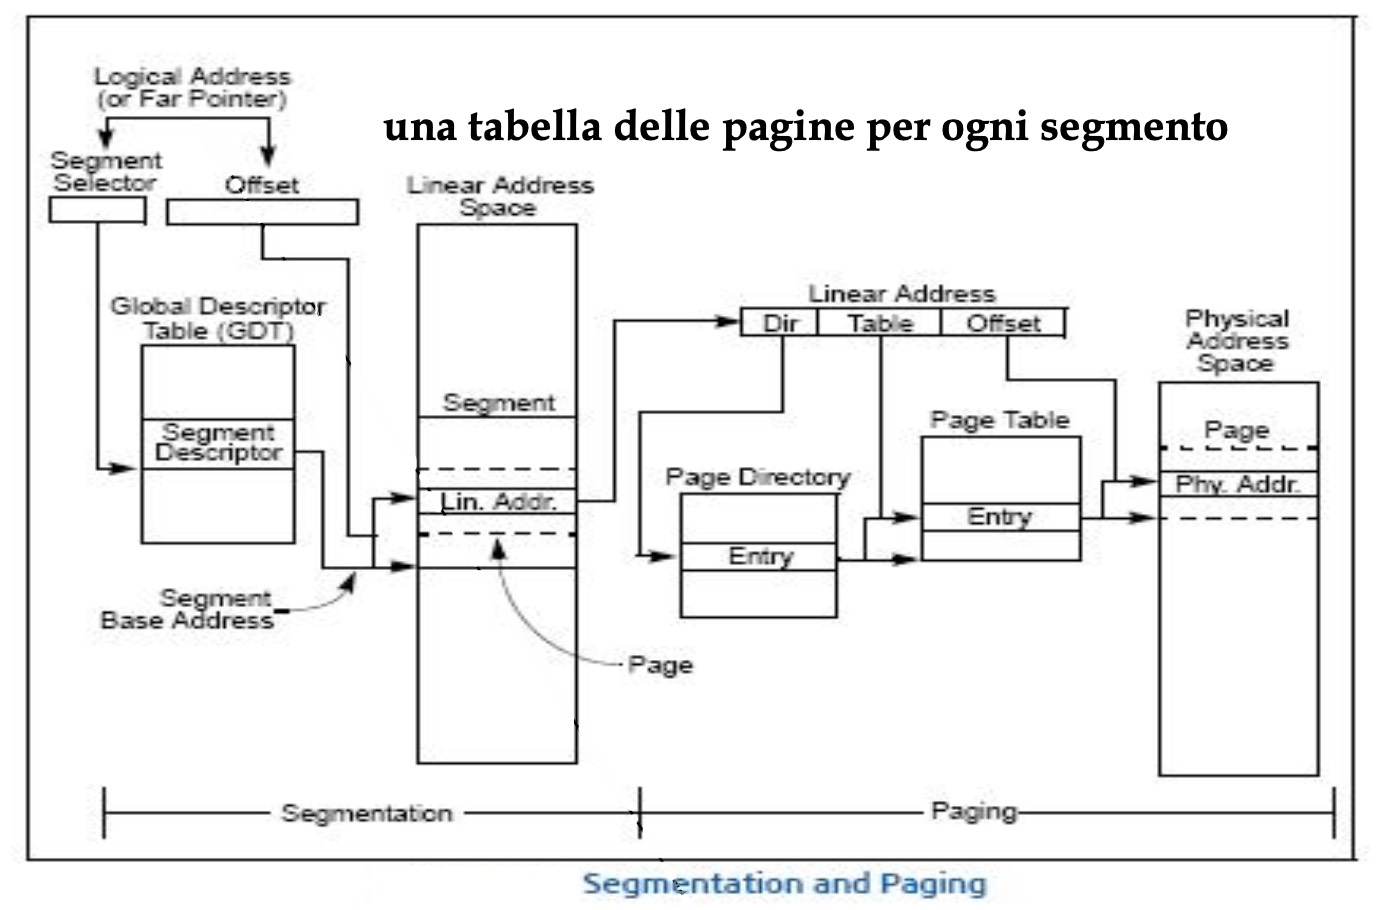 Logical Address
(or Far Pointer)
una tabella delle pagine per ogni segmento
Segment
Selector
Offset
Linear Address
Space
Global Descriptor
Table (GDT)
Segment
Descriptor
Segment
Base Address
Segment
Lin. Addr.
Page
Linear Address
Dir
Table
Offset
Page Directory
Entry
Page Table
Entry
Physical
Address
Space
Page
Phy. Addr.
Segmentation
Paging
Segmentation and Paging